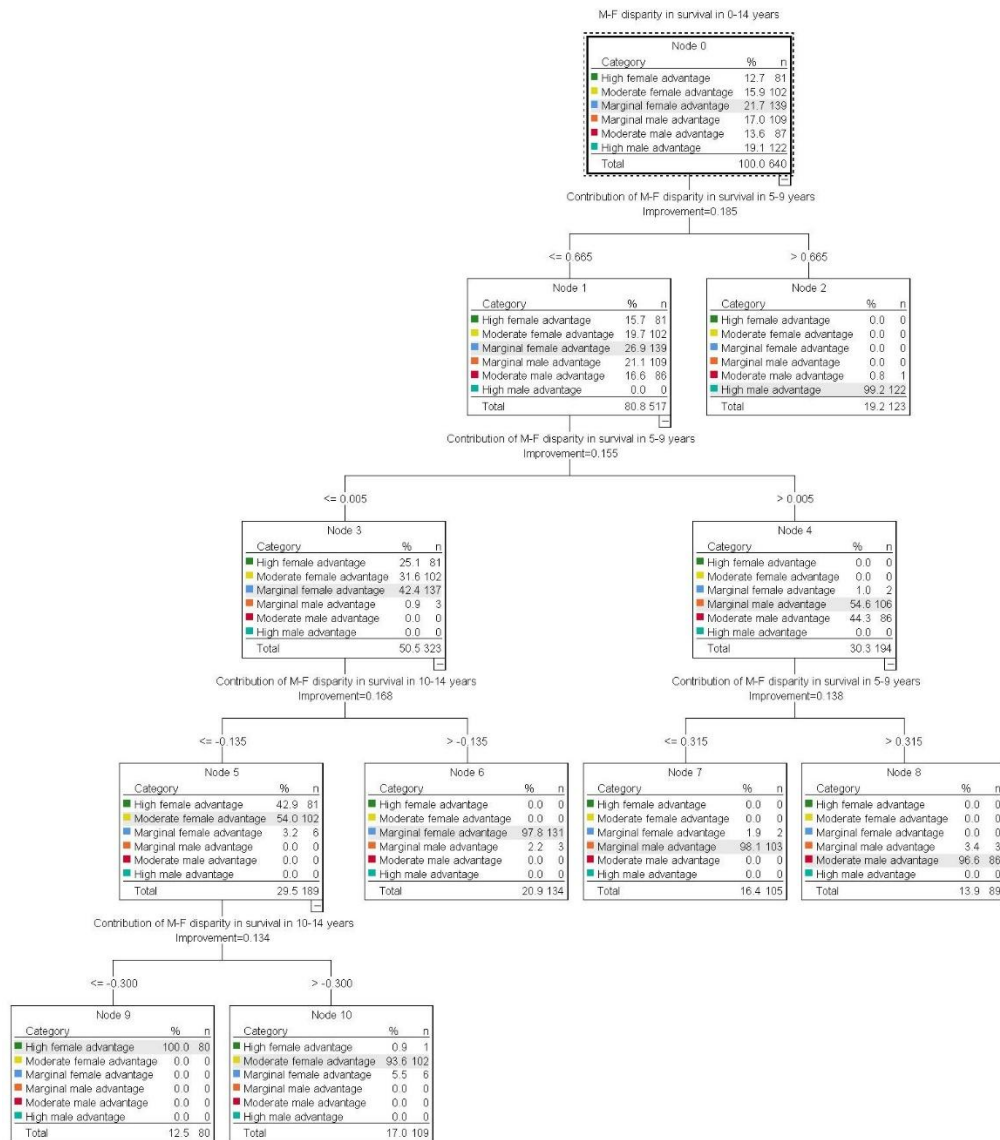 M-F disparity in survival in 0-14 years
Node 0
Category % n
High female advantage 12.7 81
Moderate female advantage 15.9 102
Marginal female advantage 21.7 139
Marginal male advantage 17.0 109
Moderate male advantage 13.6 87
High male advantage 19.1 122
Total 100.0 640
Contribution of M-F disparity in survival in 5-9 years
Improvement=0.185
<= 0.665
> 0.665
Node 1
Category % n
High female advantage 15.7 81
Moderate female advantage 19.7 102
Marginal female advantage 26.9 139
Marginal male advantage 21.1 109
Moderate male advantage 16.6 86
High male advantage 0.0 0
Total 80.8 517
Node 2
Category % n
High female advantage 0.0 0
Moderate female advantage 0.0 0
Marginal female advantage 0.0 0
Marginal male advantage 0.0 0
Moderate male advantage 0.8 1
High male advantage 99.2 122
Total 19.2 123
Contribution of M-F disparity in survival in 5-9 years
Improvement=0.155
<= 0.005
> 0.005
Node 3
Category % n
High female advantage 25.1 81
Moderate female advantage 31.6 102
Marginal female advantage 42.4 137
Marginal male advantage 0.9 3
Moderate male advantage 0.0 0
High male advantage 0.0 0
Total 50.5 323
Node 4
Category % n
High female advantage 0.0 0
Moderate female advantage 0.0 0
Marginal female advantage 1.0 2
Marginal male advantage 54.6 106
Moderate male advantage 44.3 86
High male advantage 0.0 0
Total 30.3 194
Contribution of M-F disparity in survival in 10-14 years
Improvement=0.168
Contribution of M-F disparity in survival in 5-9 years
Improvement=0.138
<= -0.135
> -0.135
<= 0.315
> 0.315
Node 5
Category % n
High female advantage 42.9 81
Moderate female advantage 54.0 102
Marginal female advantage 3.2 6
Marginal male advantage 0.0 0
Moderate male advantage 0.0 0
High male advantage 0.0 0
Total 29.5 189
Node 6
Category % n
High female advantage 0.0 0
Moderate female advantage 0.0 0
Marginal female advantage 97.8 131
Marginal male advantage 2.2 3
Moderate male advantage 0.0 0
High male advantage 0.0 0
Total 20.9 134
Node 7
Category % n
High female advantage 0.0 0
Moderate female advantage 0.0 0
Marginal female advantage 1.9 2
Marginal male advantage 98.1 103
Moderate male advantage 0.0 0
High male advantage 0.0 0
Total 16.4 105
Node 8
Category % n
High female advantage 0.0 0
Moderate female advantage 0.0 0
Marginal female advantage 0.0 0
Marginal male advantage 3.4 3
Moderate male advantage 96.6 86
High male advantage 0.0 0
Total 13.9 89
Contribution of M-F disparity in survival in 10-14 years
Improvement=0.134
<= -0.300
> -0.300
Node 9
Category % n
High female advantage 100.0 80
Moderate female advantage 0.0 0
Marginal female advantage 0.0 0
Marginal male advantage 0.0 0
Moderate male advantage 0.0 0
High male advantage 0.0 0
Total 12.5 80
Node 10
Category % n
High female advantage 0.9 1
Moderate female advantage 93.6 102
Marginal female advantage 5.5 6
Marginal male advantage 0.0 0
Moderate male advantage 0.0 0
High male advantage 0.0 0
Total 17.0 109